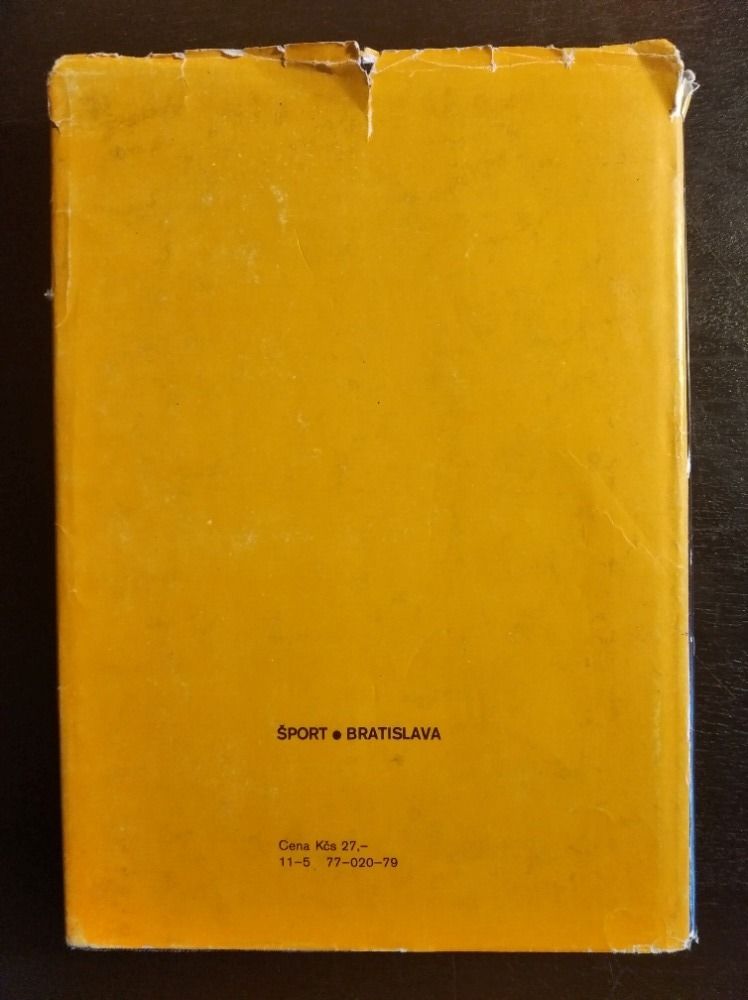 ŠPORT ● BRATISLAVA
Cena Kčs 27,–
11–5 77–020–79